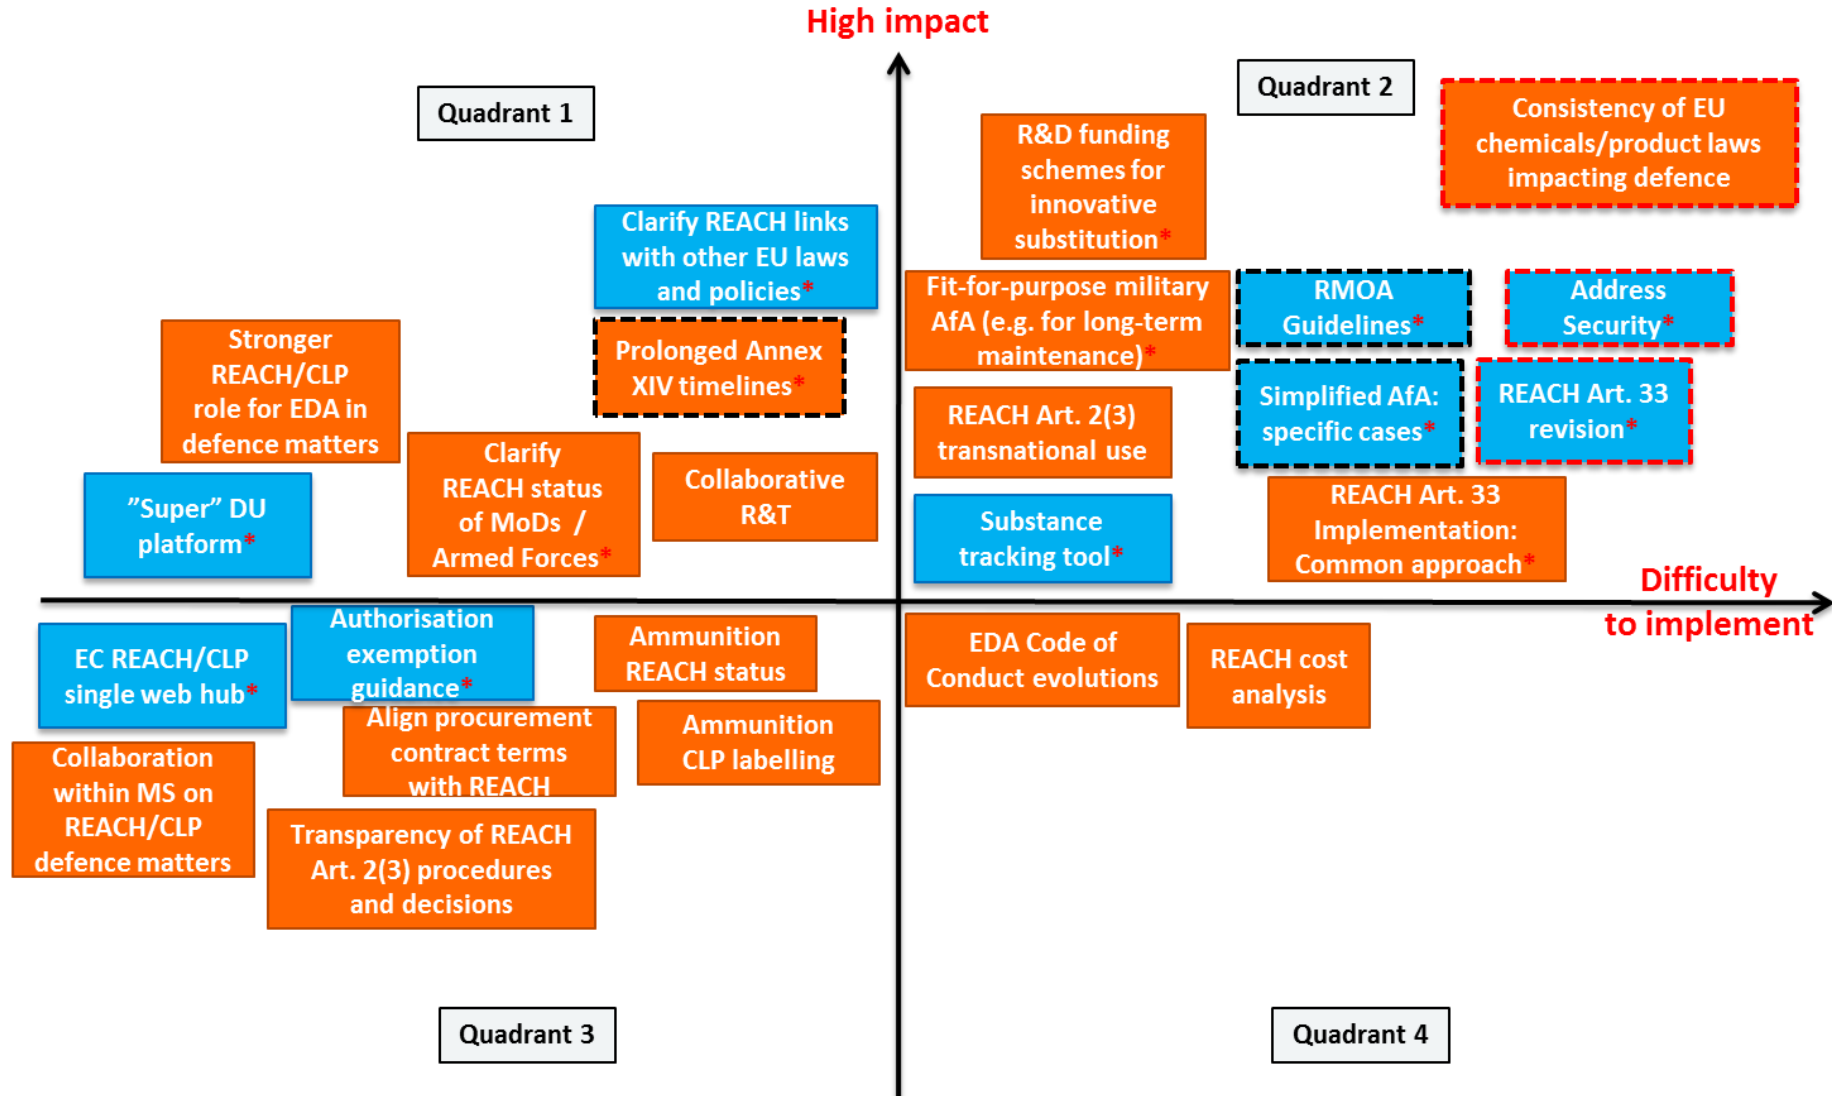 High impact
Quadrant 1
Quadrant 2
Consistency of EU
chemicals/product laws
impacting defence
R&D funding
schemes for
innovative
substitution*
Clarify REACH links
with other EU laws
and policies*
Fit-for-purpose military
AfA (e.g. for long-term
maintenance)*
RMOA
Guidelines*
Address
Security*
Stronger
REACH/CLP
role for EDA in
defence matters
Prolonged Annex
XIV timelines*
REACH Art. 2(3)
transnational use
Simplified AfA:
specific cases*
REACH Art. 33
revision*
Clarify
REACH status
of MoDs /
Armed Forces*
Collaborative
R&T
”Super” DU
platform*
Substance
tracking tool*
REACH Art. 33
Implementation:
Common approach*
Difficulty
to implement
EC REACH/CLP
single web hub*
Authorisation
exemption
guidance*
Ammunition
REACH status
EDA Code of
Conduct evolutions
REACH cost
analysis
Align procurement
contract terms
with REACH
Ammunition
CLP labelling
Collaboration
within MS on
REACH/CLP
defence matters
Transparency of REACH
Art. 2(3) procedures
and decisions
Quadrant 3
Quadrant 4